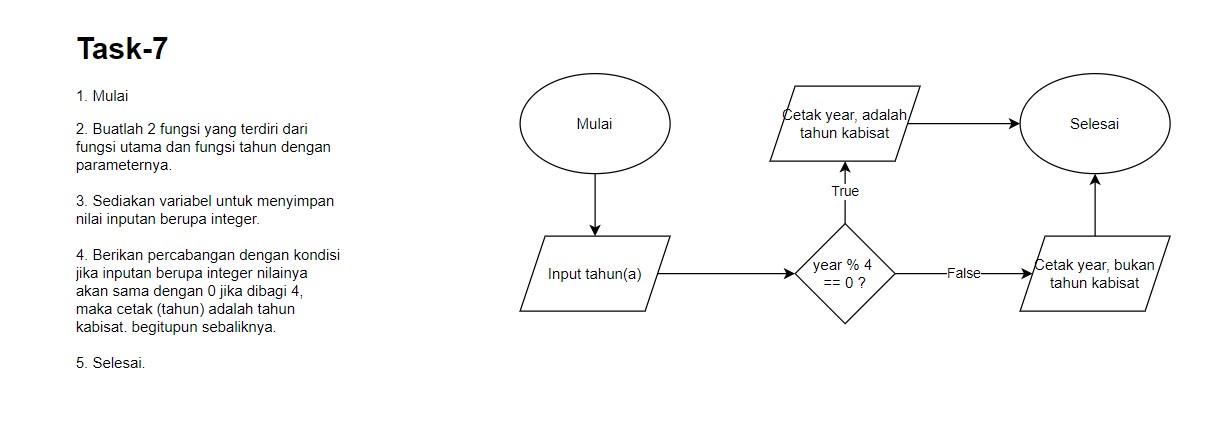 Task-7
1. Mulai
2. Buatlah 2 fungsi yang terdiri dari
fungsi utama dan fungsi tahun dengan
parameternya.
3. Sediakan variabel untuk menyimpan
nilai inputan berupa integer.
4. Berikan percabangan dengan kondisi
jika inputan berupa integer nilainya
akan sama dengan 0 jika dibagi 4,
maka cetak (tahun) adalah tahun
kabisat. begitupun sebaliknya.
5. Selesai.
Mulai
Input tahun(a)
year % 4
== 0 ?
True
Cetak year, adalah
tahun kabisat
False
Cetak year, bukan
tahun kabisat
Selesai